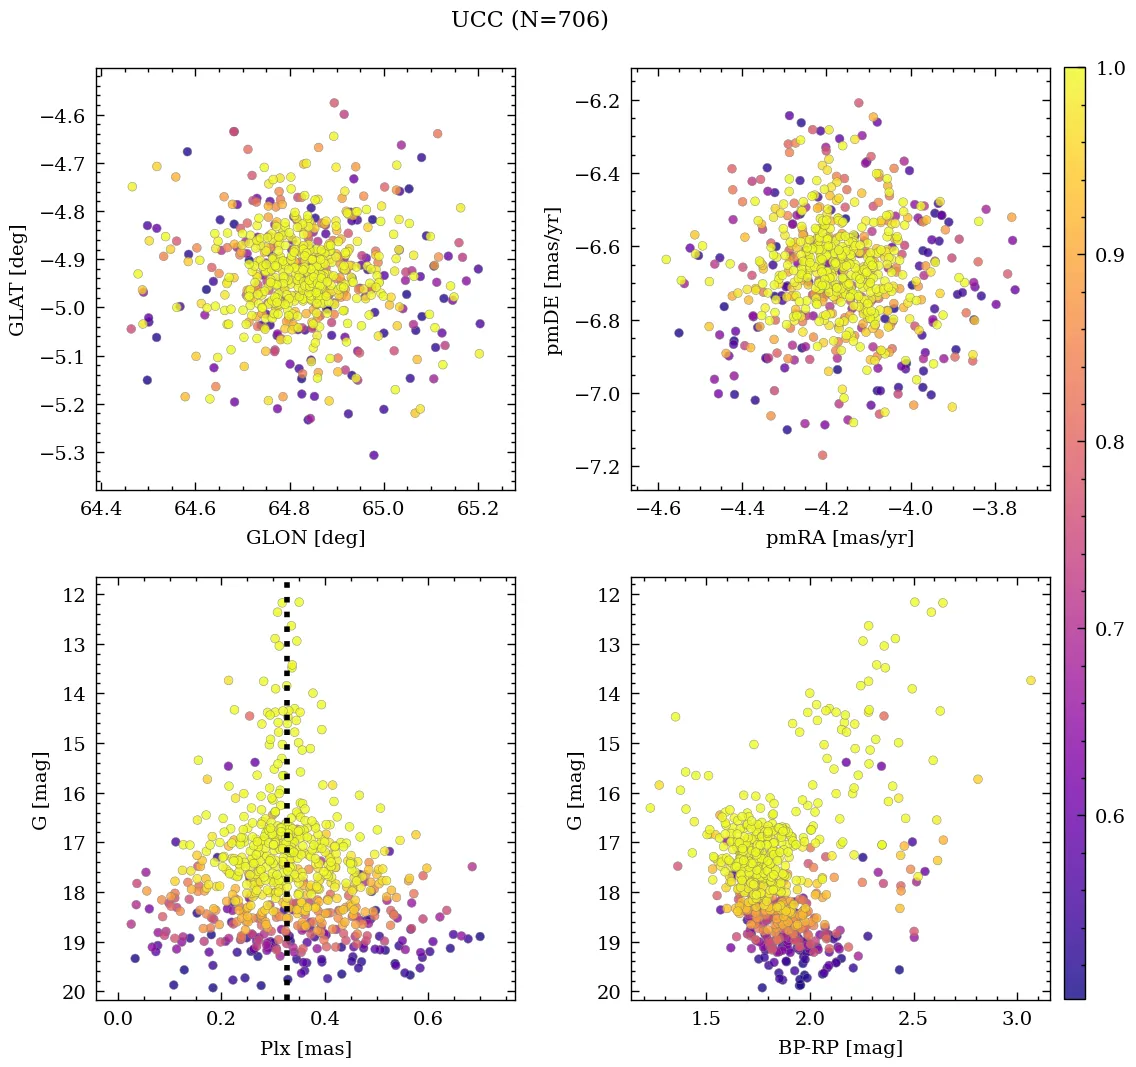 UCC (N=706)
−4.6
−4.7
−4.8
−4.9
−5.0
−5.1
−5.2
−5.3
GLAT [deg]
64.4 64.6 64.8 65.0 65.2
GLON [deg]
−6.2
−6.4
−6.6
−6.8
−7.0
−7.2
pmDE [mas/yr]
−4.6 −4.4 −4.2 −4.0 −3.8
pmRA [mas/yr]
12
13
14
15
16
17
18
19
20
G [mag]
0.0 0.2 0.4 0.6
Plx [mas]
12
13
14
15
16
17
18
19
20
G [mag]
1.5 2.0 2.5 3.0
BP-RP [mag]
1.0
0.9
0.8
0.7
0.6